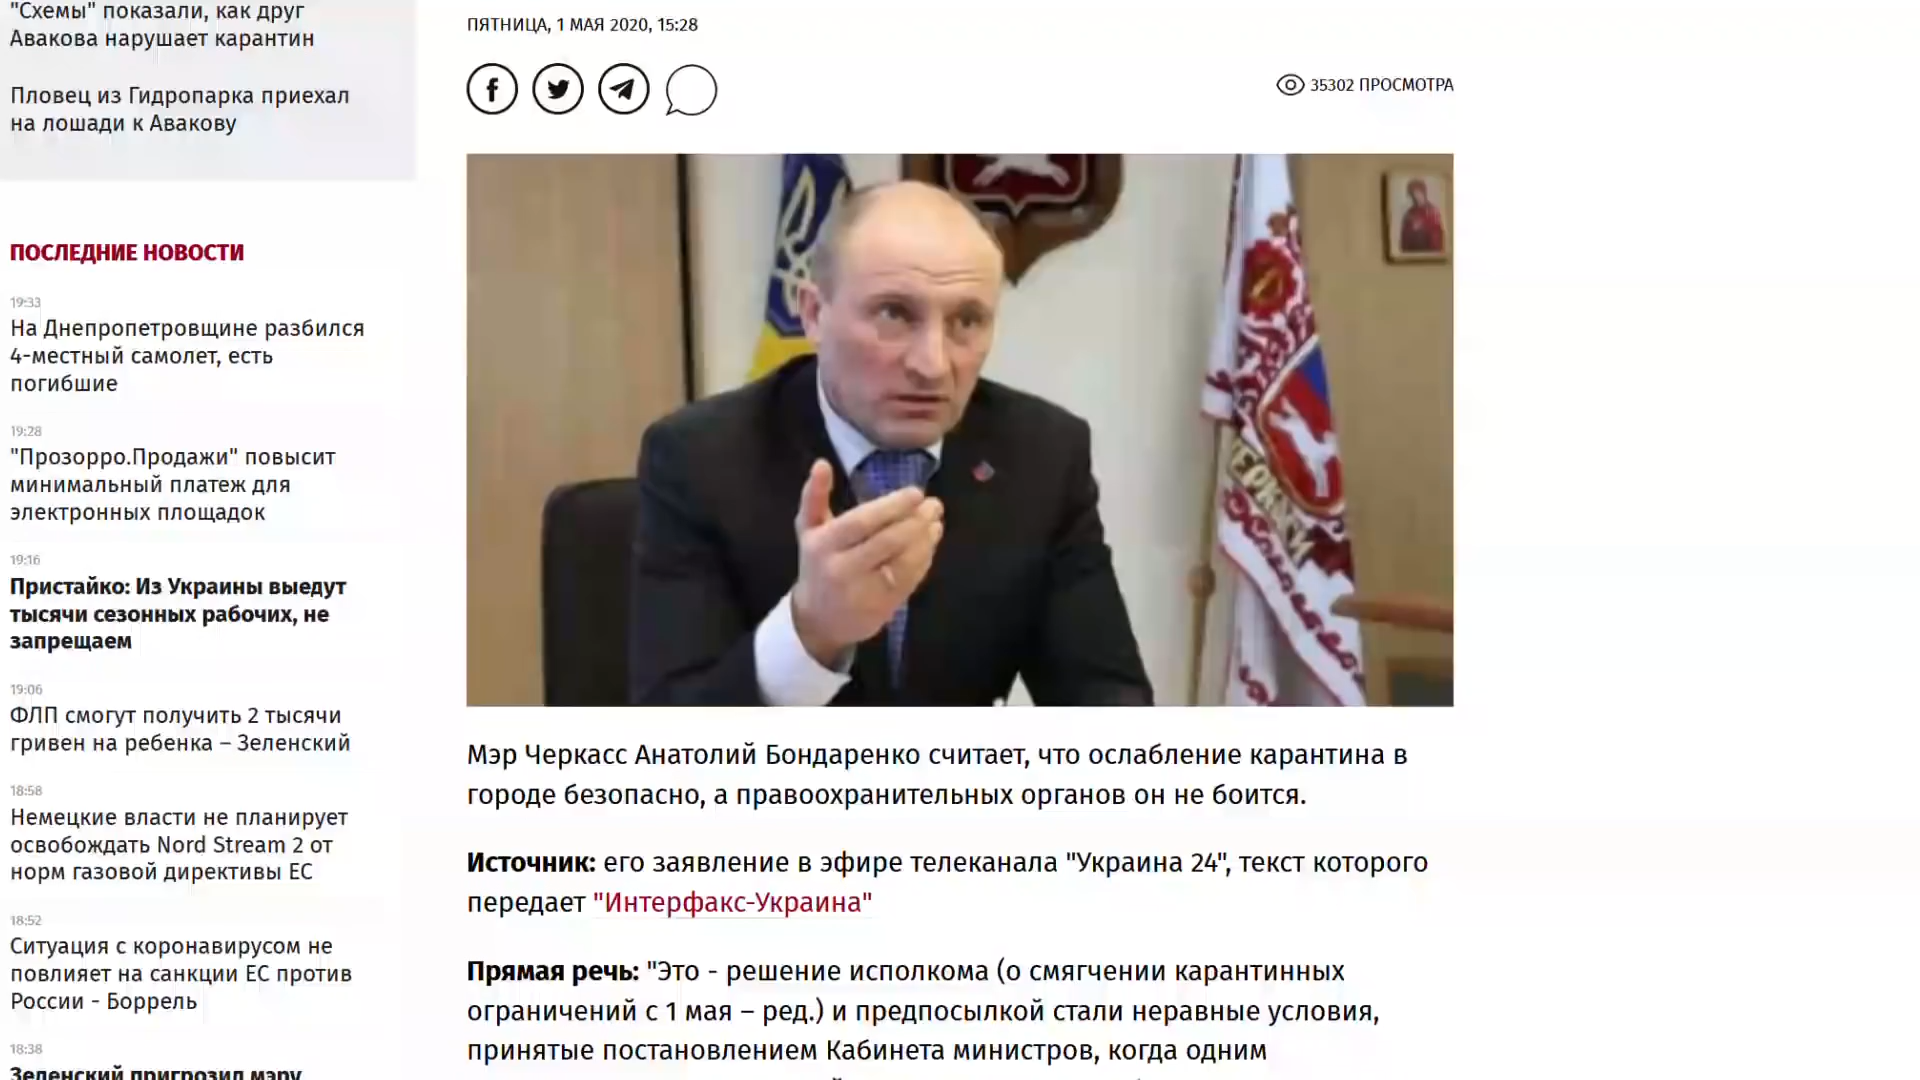 "Схемы" показали, как друг
Авакова нарушает карантин
Пловец из Гидропарка приехал
на лошади к Авакову
ПОСЛЕДНИЕ НОВОСТИ
19:33
На Днепропетровщине разбился
4-местный самолет, есть
погибшие
19:28
"Прозорро.Продажи" повысит
минимальный платеж для
электронных площадок
19:16
Пристайко: Из Украины выедут
тысячи сезонных рабочих, не
запрещаем
19:06
ФЛП смогут получить 2 тысячи
гривен на ребенка – Зеленский
18:58
Немецкие власти не планирует
освобождать Nord Stream 2 от
норм газовой директивы ЕС
18:52
Ситуация с коронавирусом не
повлияет на санкции ЕС против
России - Боррель
18:38
Зеленский пригрозил мэру
ПЯТНИЦА, 1 МАЯ 2020, 15:28
35302 ПРОСМОТРА
ЧЕРКАСИ
Мэр Черкасс Анатолий Бондаренко считает, что ослабление карантина в
городе безопасно, а правоохранительных органов он не боится.
Источник: его заявление в эфире телеканала "Украина 24", текст которого
передает "Интерфакс-Украина"
Прямая речь: "Это - решение исполкома (о смягчении карантинных
ограничений с 1 мая – ред.) и предпосылкой стали неравные условия,
принятые постановлением Кабинета министров, когда одним